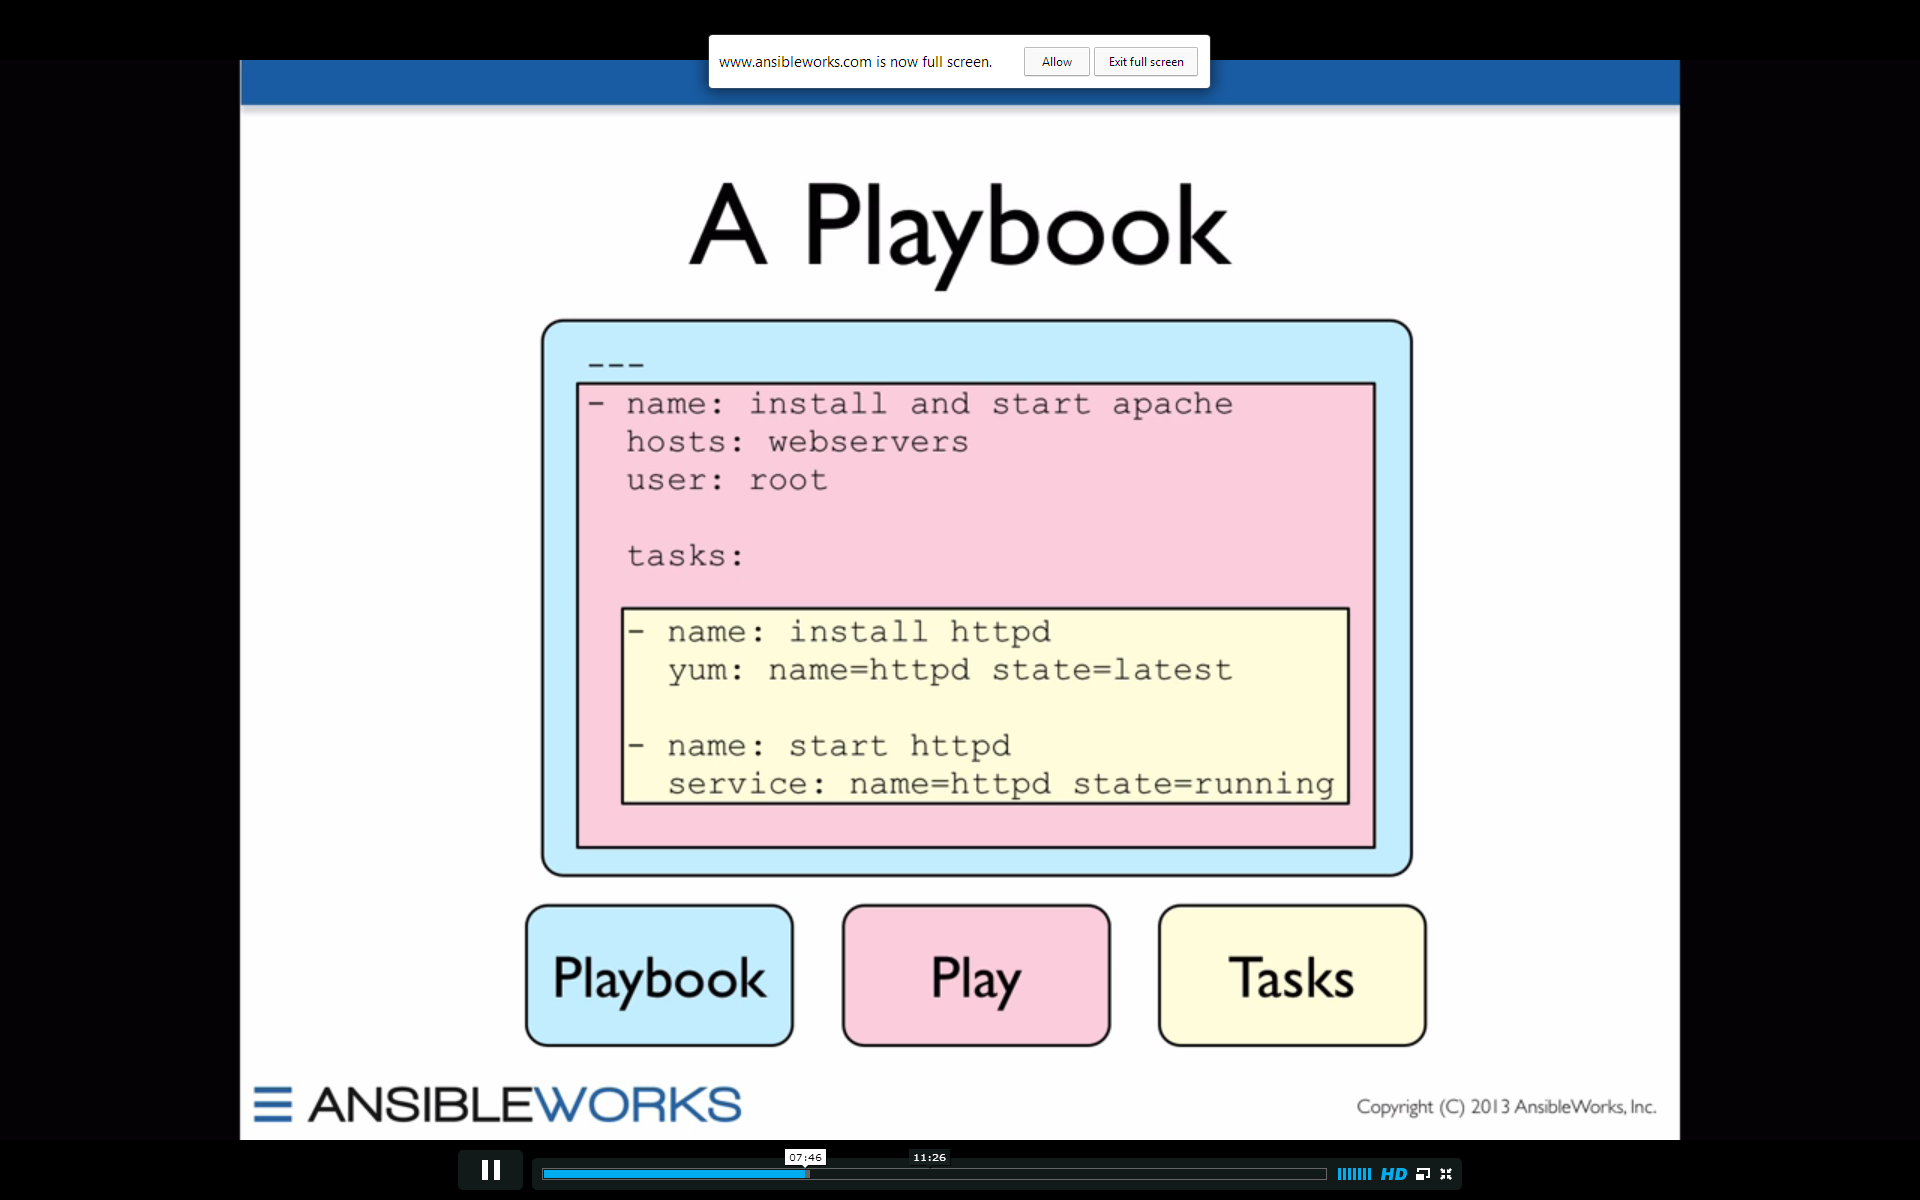 www.ansibleworks.com is now full screen. Allow Exit full screen
A Playbook
---
- name: install and start apache
hosts: webservers
user: root
tasks:
- name: install httpd
yum: name=httpd state=latest
- name: start httpd
service: name=httpd state=running
Playbook Play Tasks
ANSIBLEWORKS
Copyright (C) 2013 AnsibleWorks, Inc.
07:46 11:26
HD